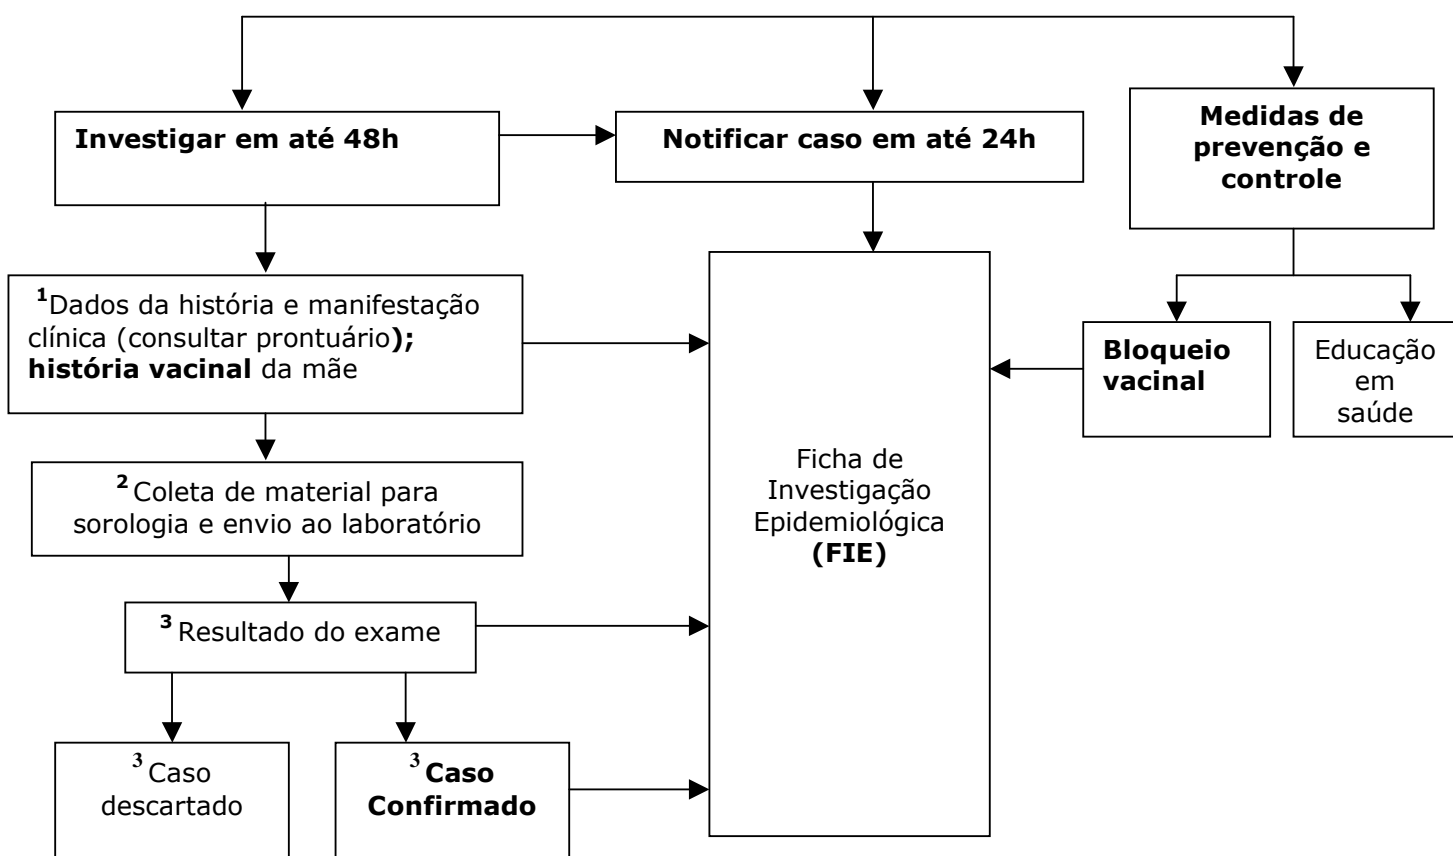 Investigar em até 48h
Notificar caso em até 24h
Medidas de
prevenção e
controle
1Dados da história e manifestação
clínica (consultar prontuário);
história vacinal da mãe
Bloqueio
vacinal
Educação
em
saúde
2 Coleta de material para
sorologia e envio ao laboratório
Ficha de
Investigação
Epidemiológica
(FIE)
3 Resultado do exame
3 Caso
descartado
3 Caso
Confirmado